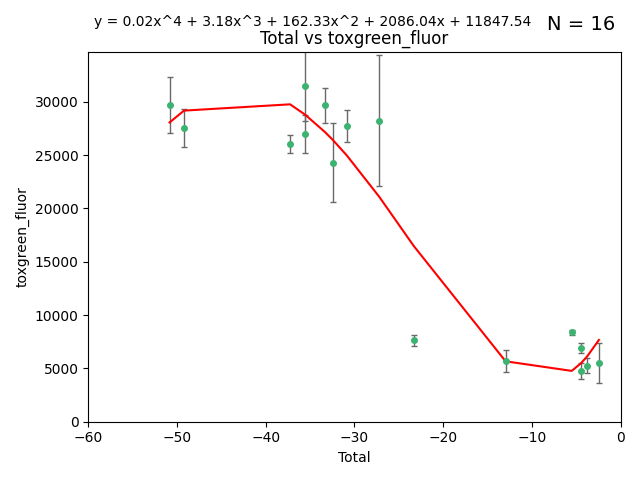 y = 0.02x^4 + 3.18x^3 + 162.33x^2 + 2086.04x + 11847.54
N = 16
Total vs toxgreen_fluor
30000
25000
20000
15000
10000
5000
0
toxgreen_fluor
−60
−50
−40
−30
−20
−10
0
Total